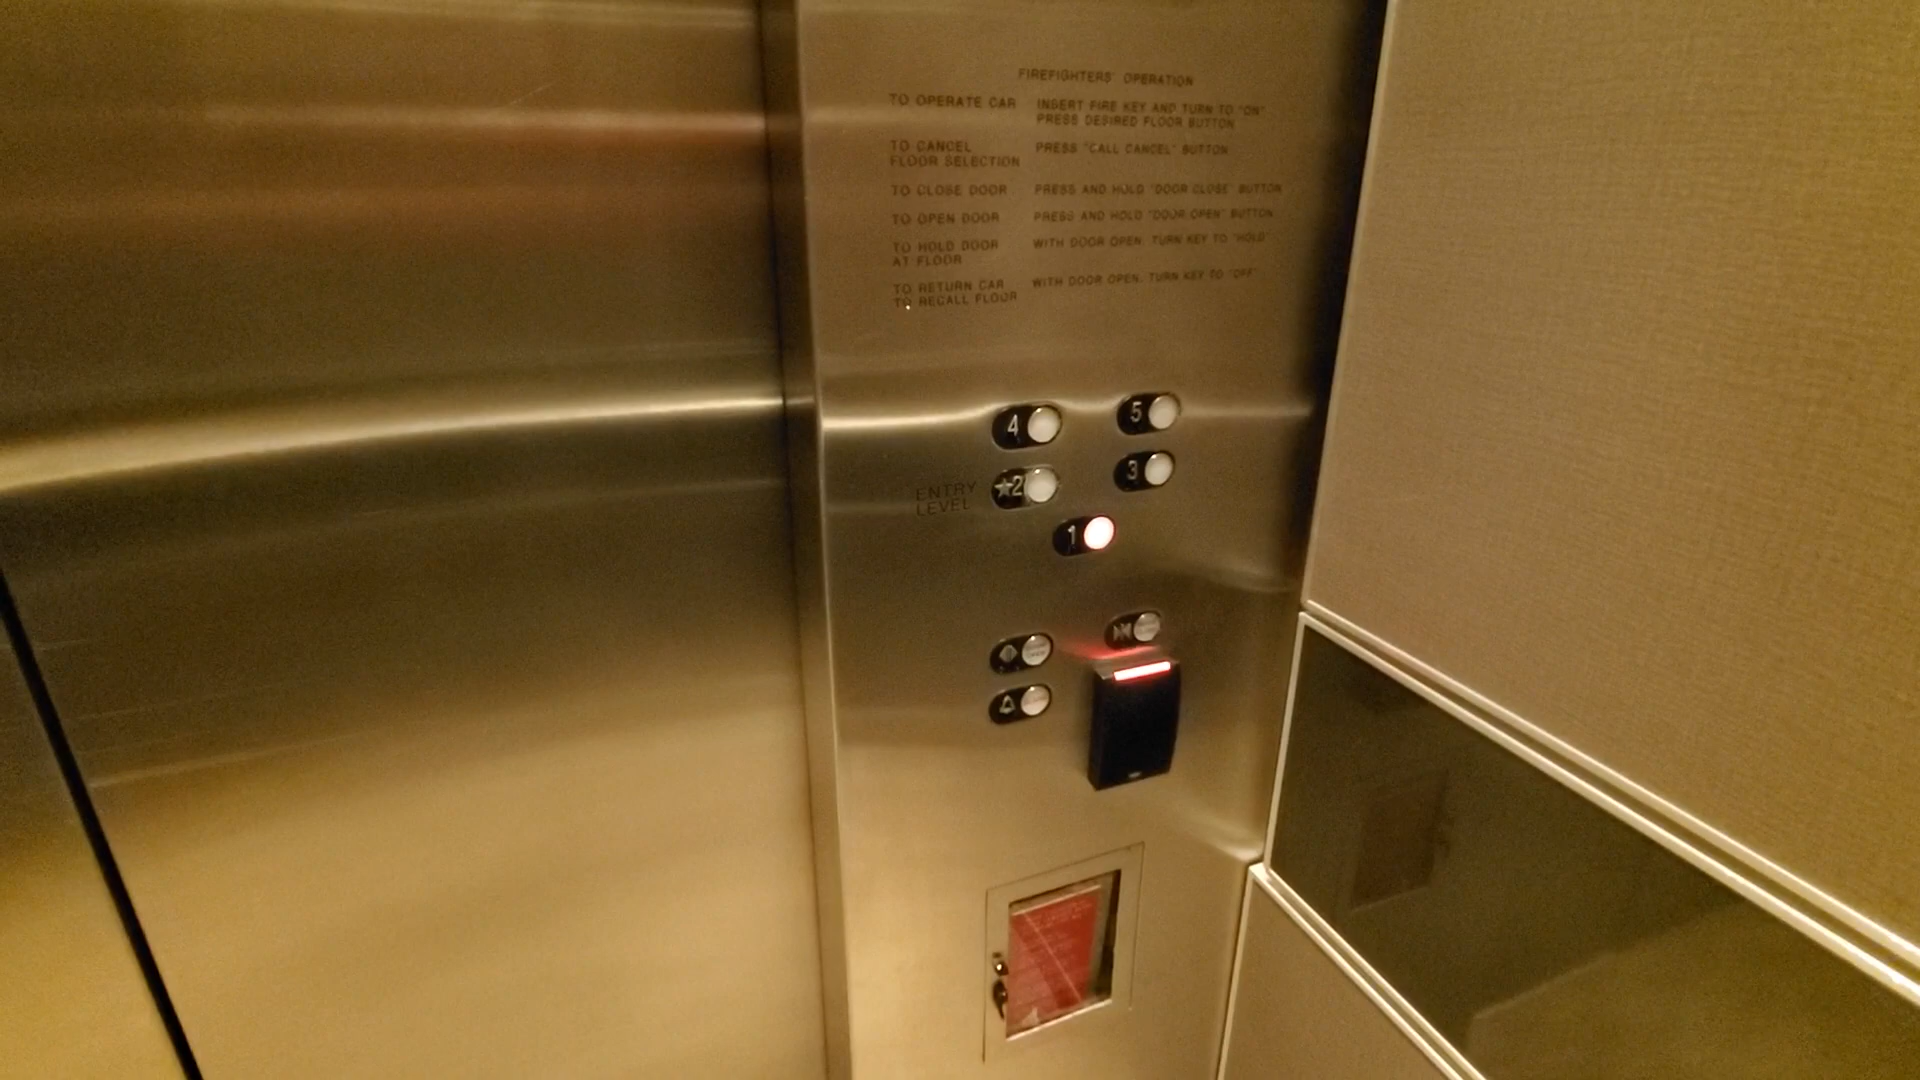 FIREFIGHTERS' OPERATION
TO OPERATE CAR INSERT FIRE KEY AND TURN TO "ON"
PRESS DESIRED FLOOR BUTTON
TO CANCEL PRESS "CALL CANCEL" BUTTON
FLOOR SELECTION
TO CLOSE DOOR PRESS AND HOLD "DOOR CLOSE" BUTTON
TO OPEN DOOR PRESS AND HOLD "DOOR OPEN" BUTTON
TO HOLD DOOR WITH DOOR OPEN, TURN KEY TO "HOLD"
AT FLOOR
TO RETURN CAR WITH DOOR OPEN, TURN KEY TO "OFF"
TO RECALL FLOOR
4 5
ENTRY LEVEL ★2 3
1